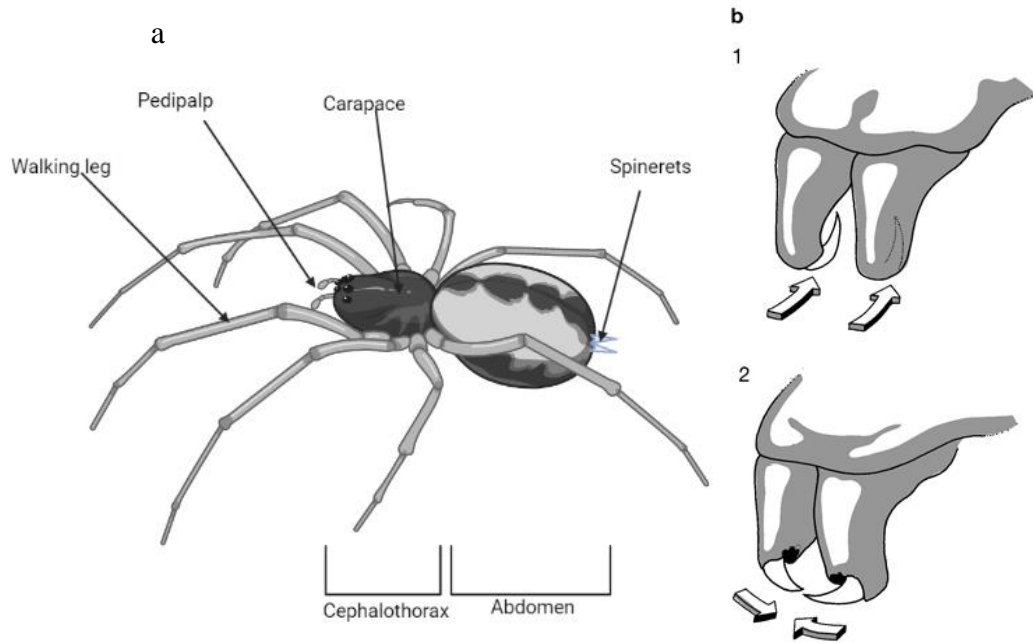 a
Pedipalp
Carapace
Walking leg
Spinerets
Cephalothorax
Abdomen
b
1
2